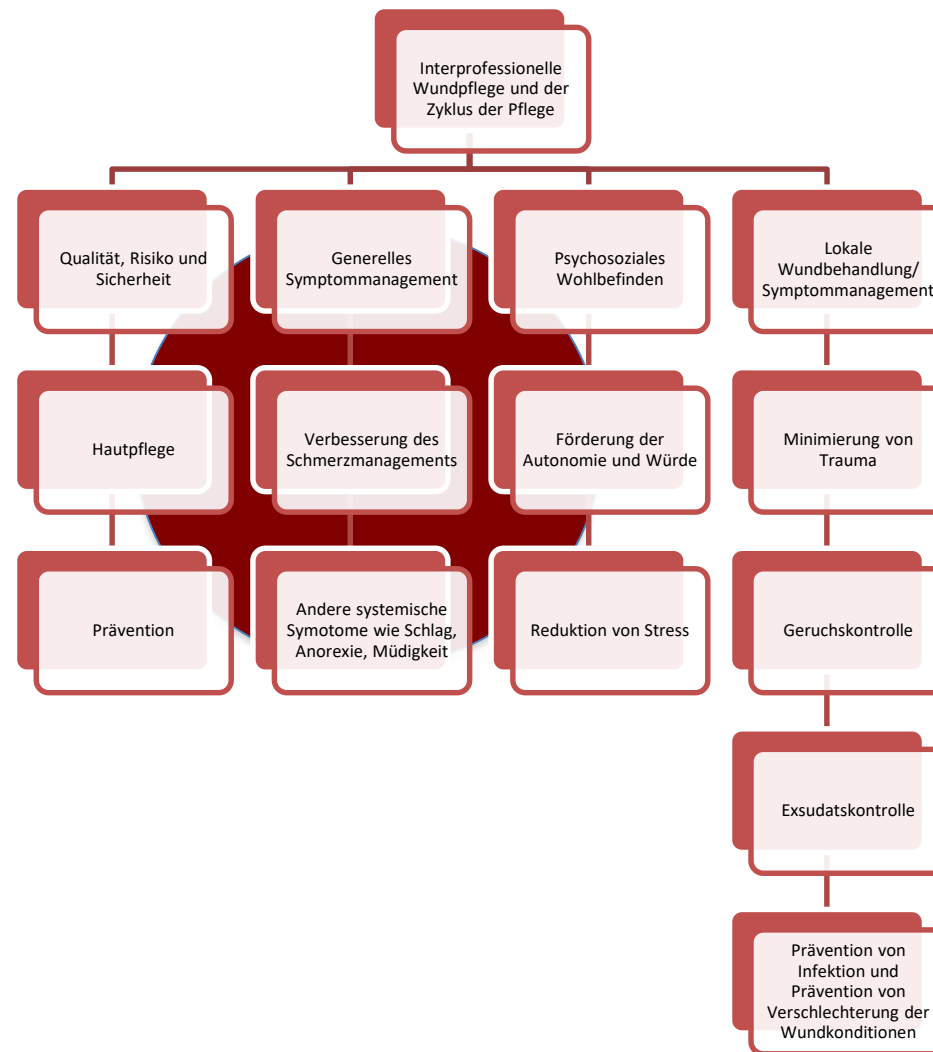 Interprofessionelle
Wundpflege und der
Zyklus der Pflege
Qualität, Risiko und
Sicherheit
Generelles
Symptommanagement
Psychosoziales
Wohlbefinden
Lokale
Wundbehandlung/
Symptommanagement
Hautpflege
Verbesserung des
Schmerzmanagements
Förderung der
Autonomie und Würde
Minimierung von
Trauma
Prävention
Andere systemische
Symotome wie Schlag,
Anorexie, Müdigkeit
Reduktion von Stress
Geruchskontrolle
Exsudatskontrolle
Prävention von
Infektion und
Prävention von
Verschlechterung der
Wundkonditionen